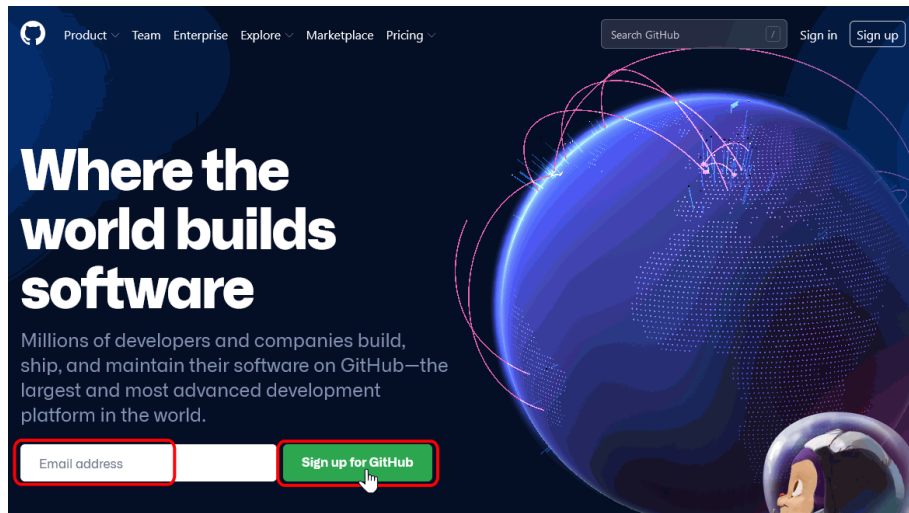 Product Team Enterprise Explore Marketplace Pricing Search GitHub / Sign in Sign up
Where the
world builds
software
Millions of developers and companies build,
ship, and maintain their software on GitHub—the
largest and most advanced development
platform in the world.
Email address Sign up for GitHub